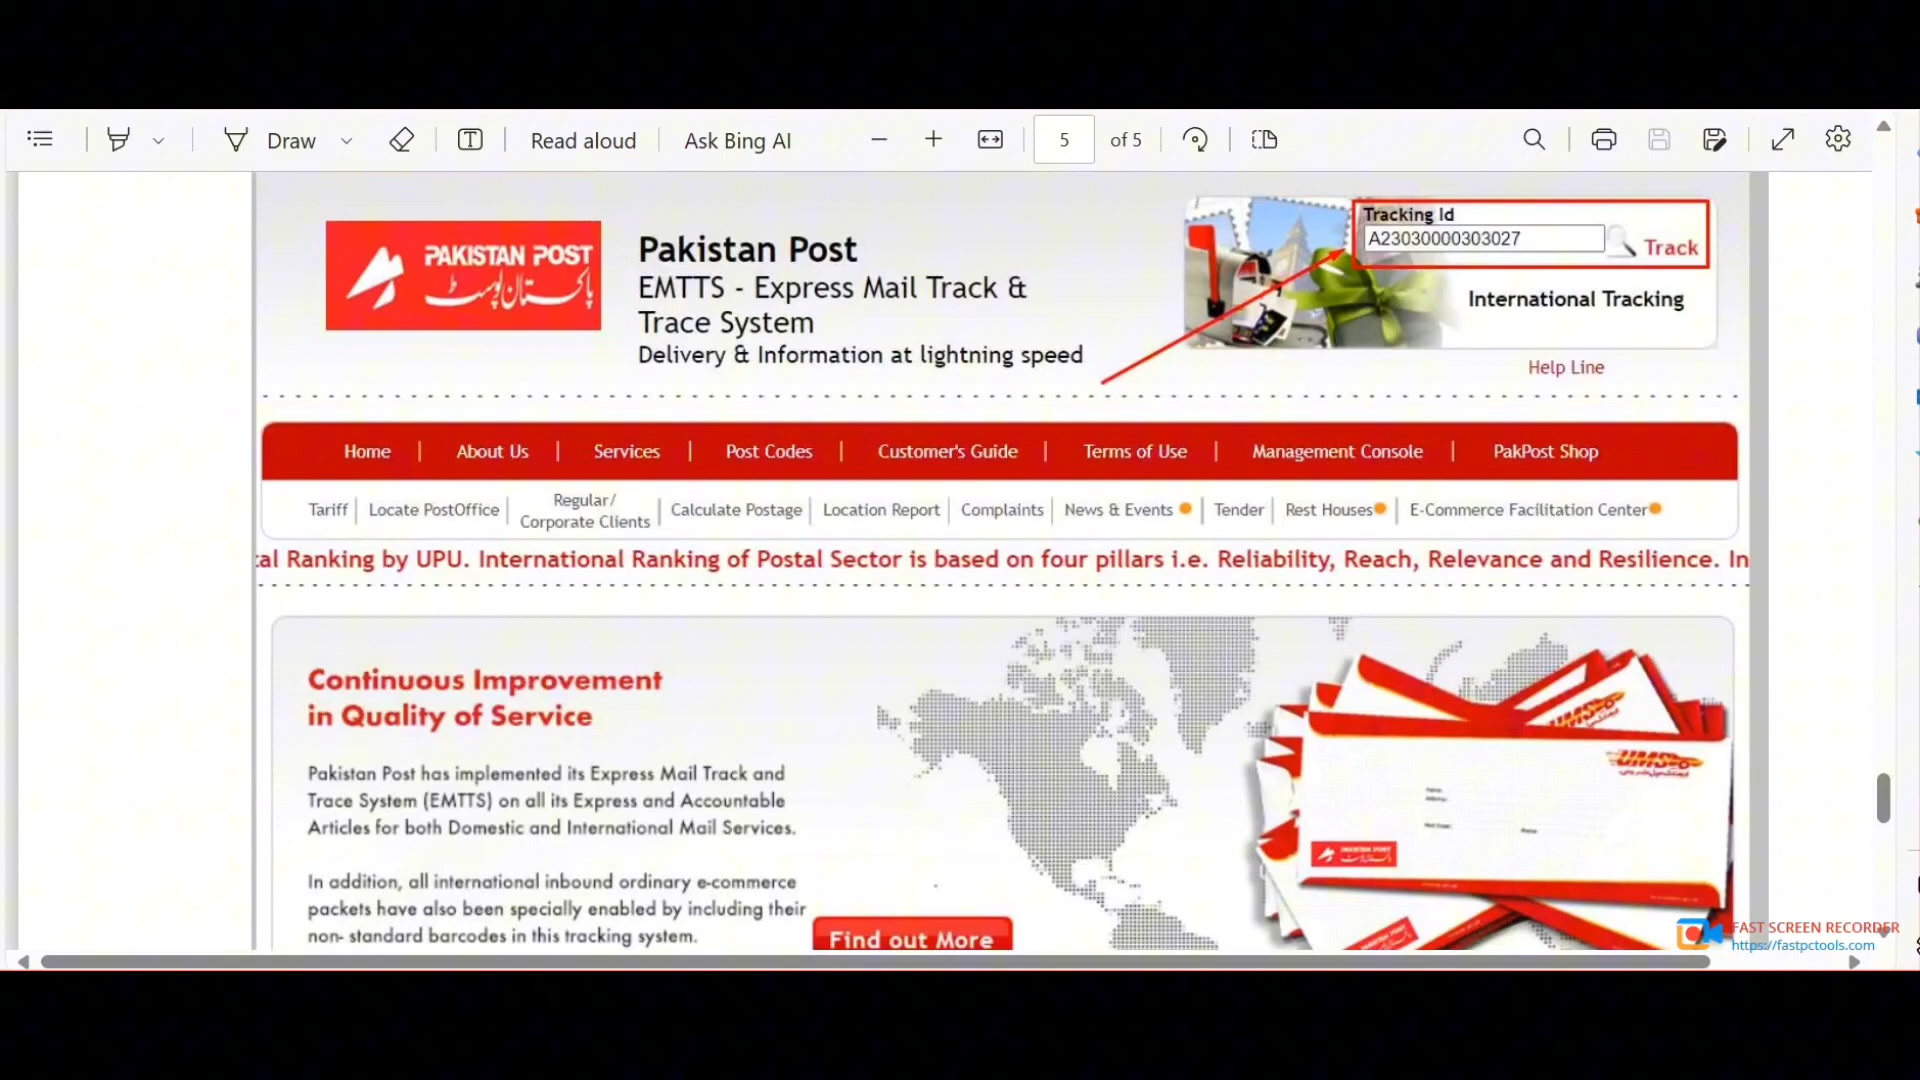 Draw
Read aloud
Ask Bing AI
5
of 5
PAKISTAN POST
پاکستان پوسٹ
Pakistan Post
EMTTS - Express Mail Track &
Trace System
Delivery & Information at lightning speed
Tracking Id
A23030000303027
Track
International Tracking
Help Line
Home
About Us
Services
Post Codes
Customer's Guide
Terms of Use
Management Console
PakPost Shop
Tariff
Locate PostOffice
Regular/
Corporate Clients
Calculate Postage
Location Report
Complaints
News & Events
Tender
Rest Houses
E-Commerce Facilitation Center
tal Ranking by UPU. International Ranking of Postal Sector is based on four pillars i.e. Reliability, Reach, Relevance and Resilience. In
Continuous Improvement
in Quality of Service
Pakistan Post has implemented its Express Mail Track and
Trace System (EMTTS) on all its Express and Accountable
Articles for both Domestic and International Mail Services.
In addition, all international inbound ordinary e-commerce
packets have also been specially enabled by including their
non- standard barcodes in this tracking system.
Find out More
UMS
PAKISTAN POST
FAST SCREEN RECORDER
https://fastpctools.com